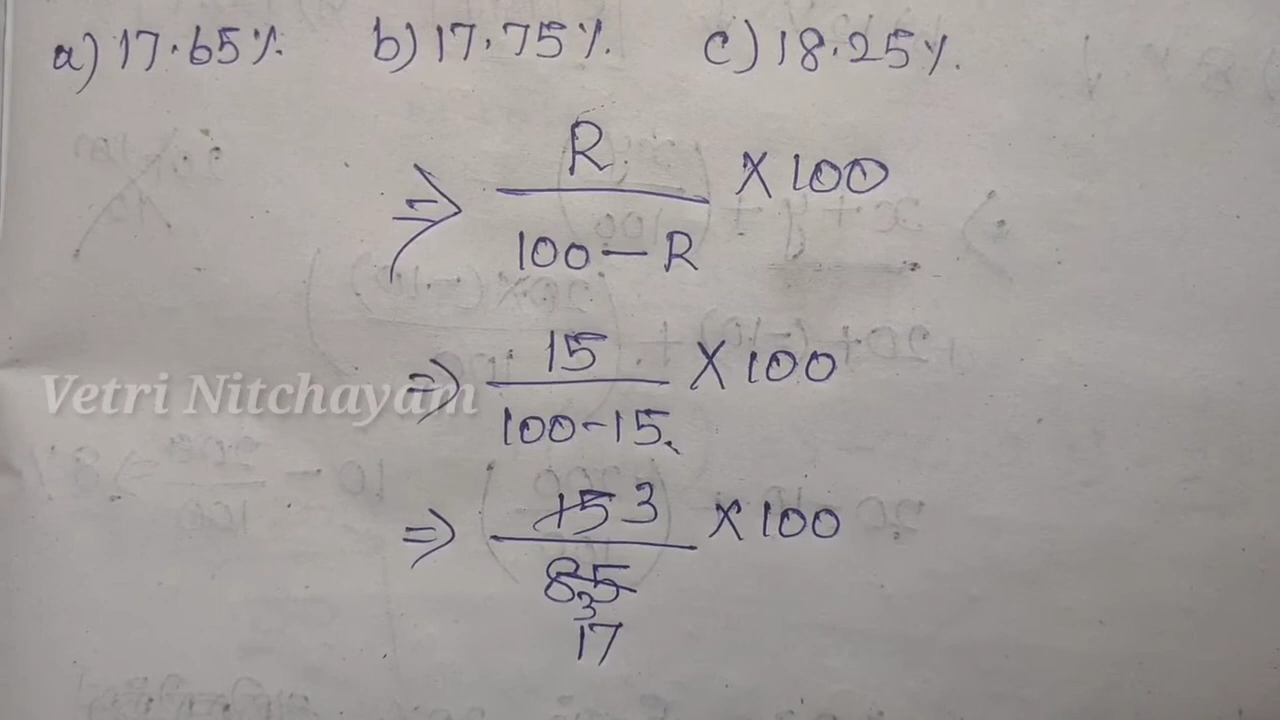 a) 17.65%. b) 17.75%. c) 18.25%.
⇒ R / 100 - R × 100
⇒ 15 / 100-15 × 100
Vetri Nitchayam
⇒ 15 3 / 85 × 100
3
17